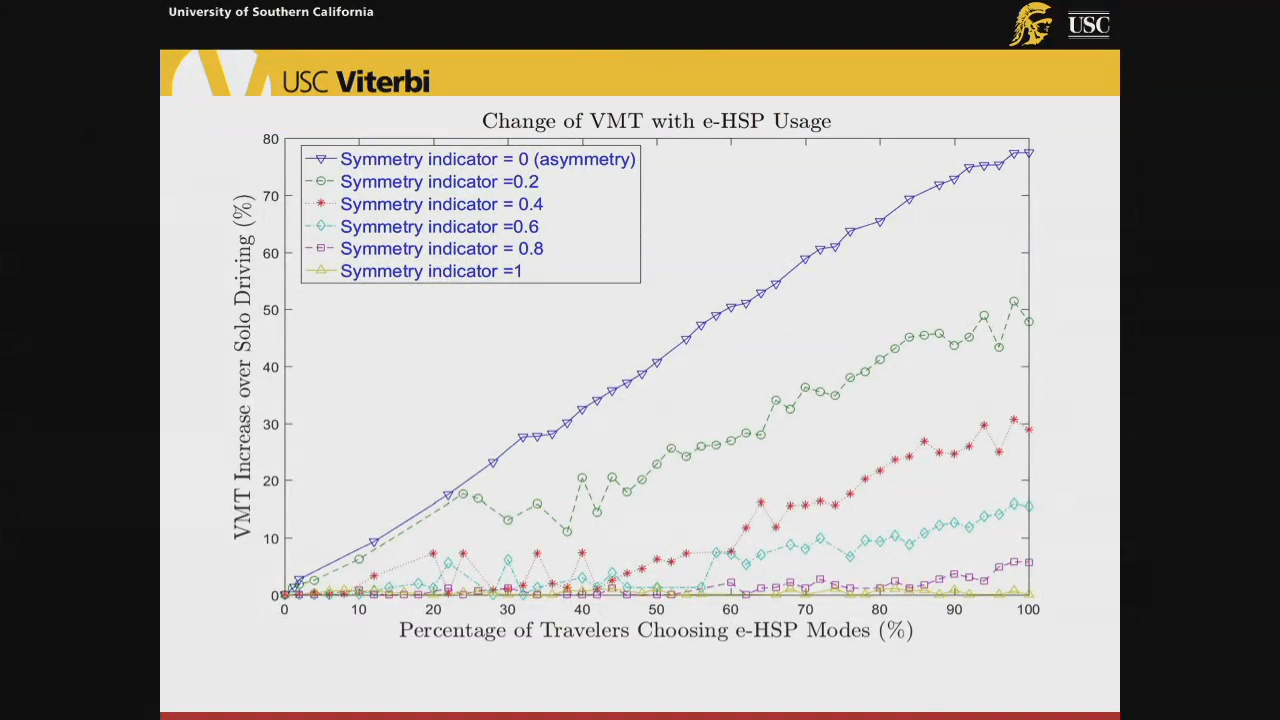 University of Southern California
USC
USC Viterbi
Change of VMT with e-HSP Usage
Symmetry indicator = 0 (asymmetry)
Symmetry indicator =0.2
Symmetry indicator = 0.4
Symmetry indicator =0.6
Symmetry indicator = 0.8
Symmetry indicator =1
80
70
60
50
40
30
20
10
0
VMT Increase over Solo Driving (%)
0 10 20 30 40 50 60 70 80 90 100
Percentage of Travelers Choosing e-HSP Modes (%)